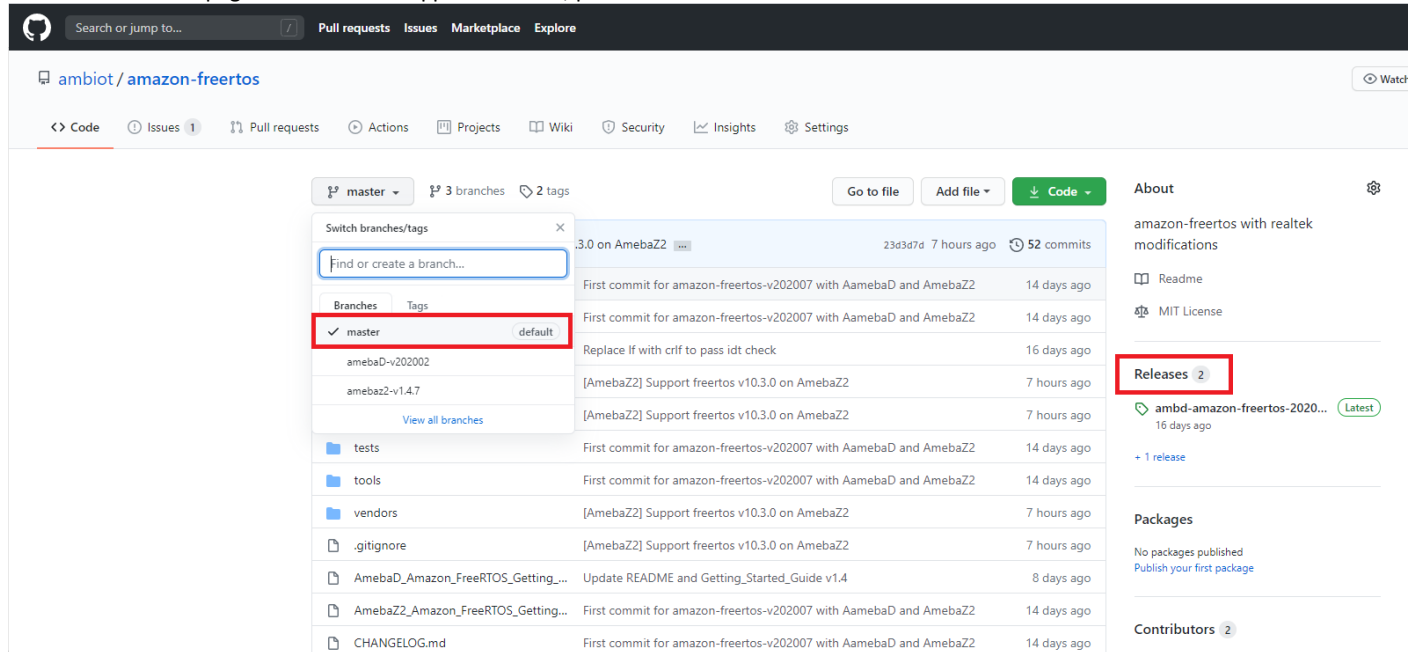 Search or jump to... /
Pull requests Issues Marketplace Explore
ambiot / amazon-freertos
Watch
Code Issues 1 Pull requests Actions Projects Wiki Security Insights Settings
master 3 branches 2 tags
Go to file Add file Code
Switch branches/tags
Find or create a branch...
Branches Tags
master default
amebaD-v202002
amebaz2-v1.4.7
View all branches
.3.0 on AmebaZ2 ... 23d3d7d 7 hours ago 52 commits
First commit for amazon-freertos-v202007 with AamebaD and AmebaZ2 14 days ago
First commit for amazon-freertos-v202007 with AamebaD and AmebaZ2 14 days ago
Replace lf with crlf to pass idt check 16 days ago
[AmebaZ2] Support freertos v10.3.0 on AmebaZ2 7 hours ago
[AmebaZ2] Support freertos v10.3.0 on AmebaZ2 7 hours ago
tests First commit for amazon-freertos-v202007 with AamebaD and AmebaZ2 14 days ago
tools First commit for amazon-freertos-v202007 with AamebaD and AmebaZ2 14 days ago
vendors [AmebaZ2] Support freertos v10.3.0 on AmebaZ2 7 hours ago
.gitignore [AmebaZ2] Support freertos v10.3.0 on AmebaZ2 7 hours ago
AmebaD_Amazon_FreeRTOS_Getting_... Update README and Getting_Started_Guide v1.4 8 days ago
AmebaZ2_Amazon_FreeRTOS_Getting... First commit for amazon-freertos-v202007 with AamebaD and AmebaZ2 14 days ago
CHANGELOG.md First commit for amazon-freertos-v202007 with AamebaD and AmebaZ2 14 days ago
About
amazon-freertos with realtek
modifications
Readme
MIT License
Releases 2
ambd-amazon-freertos-2020... Latest
16 days ago
+ 1 release
Packages
No packages published
Publish your first package
Contributors 2